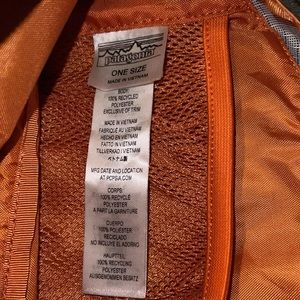 patagonia
ONE SIZE
MADE IN VIETNAM
BODY:
100% RECYCLED
POLYESTER
EXCLUSIVE OF TRIM
MADE IN VIETNAM
FABRIQUÉ AU VIETNAM
HECHO EN VIETNAM
FATTO IN VIETNAM
TILLVERKAD I VIETNAM
ベトナム製
MFG DATE AND LOCATION
AT PCPSIA.COM
CORPS:
100% RECYCLÉ
POLYESTER
À PART LA GARNITURE
CUERPO:
100% POLIÉSTER
RECICLADO
NO INCLUYE EL ADORNO
HAUPTTEIL:
100% RECYCLING
POLYESTER
AUSGENOMMEN BESATZ